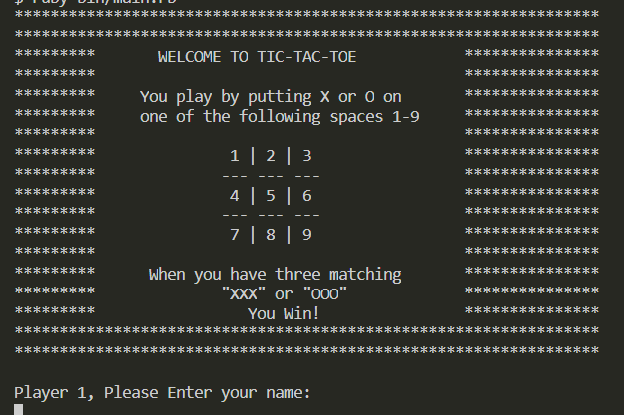 $ ruby bin/main.rb
*****************************************************************
*****************************************************************
*********       WELCOME TO TIC-TAC-TOE            ***************
*********                                         ***************
*********     You play by putting X or O on       ***************
*********     one of the following spaces 1-9     ***************
*********                                         ***************
*********               1 | 2 | 3                 ***************
*********              --- --- ---                ***************
*********               4 | 5 | 6                 ***************
*********              --- --- ---                ***************
*********               7 | 8 | 9                 ***************
*********                                         ***************
*********      When you have three matching       ***************
*********              "XXX" or "OOO"             ***************
*********                 You Win!                ***************
*****************************************************************
*****************************************************************
Player 1, Please Enter your name: